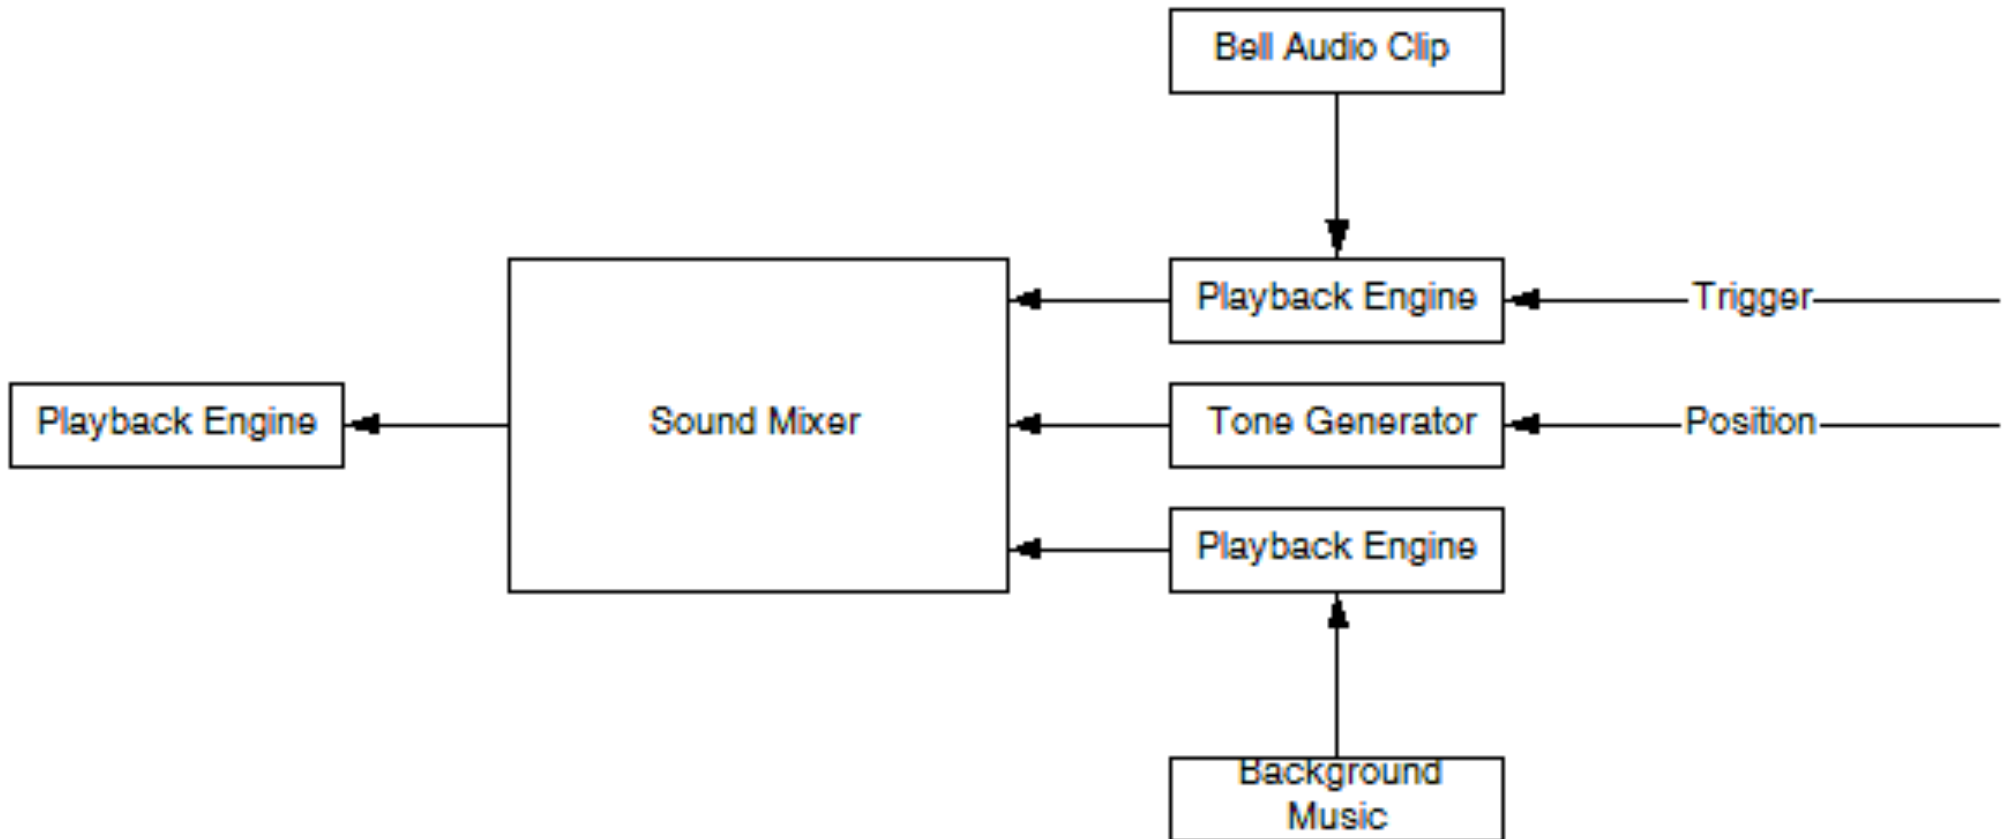 Bell Audio Clip
Playback Engine
Trigger
Playback Engine
Sound Mixer
Tone Generator
Position
Playback Engine
Background
Music